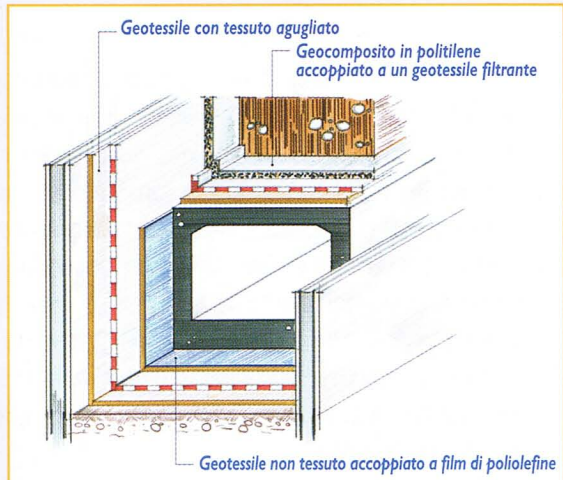 Geotessile con tessuto agugliato
Geocomposito in politilene
accoppiato a un geotessile filtrante
Geotessile non tessuto accoppiato a film di poliolefine